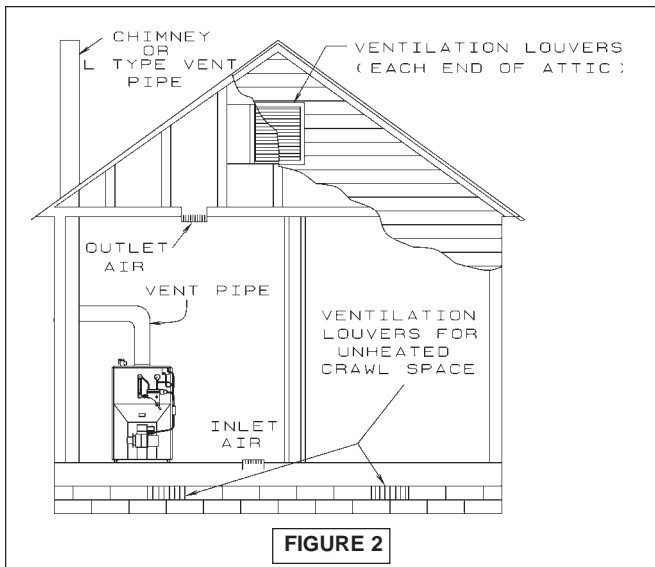 CHIMNEY
OR
L TYPE VENT
PIPE
VENTILATION LOUVERS
(EACH END OF ATTIC)
OUTLET
AIR
VENT PIPE
VENTILATION
LOUVERS FOR
UNHEATED
CRAWL SPACE
INLET
AIR
FIGURE 2